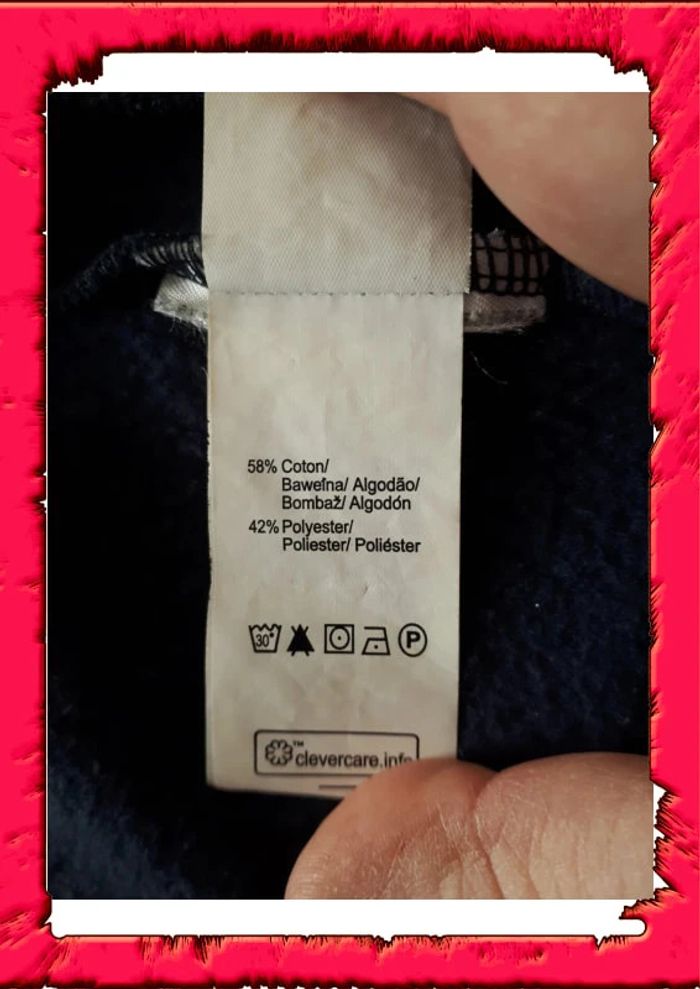 58% Coton/
Bawełna/ Algodão/
Bombaž/ Algodón
42% Polyester/
Poliester/ Poliéster
30°
P
™
clevercare.info